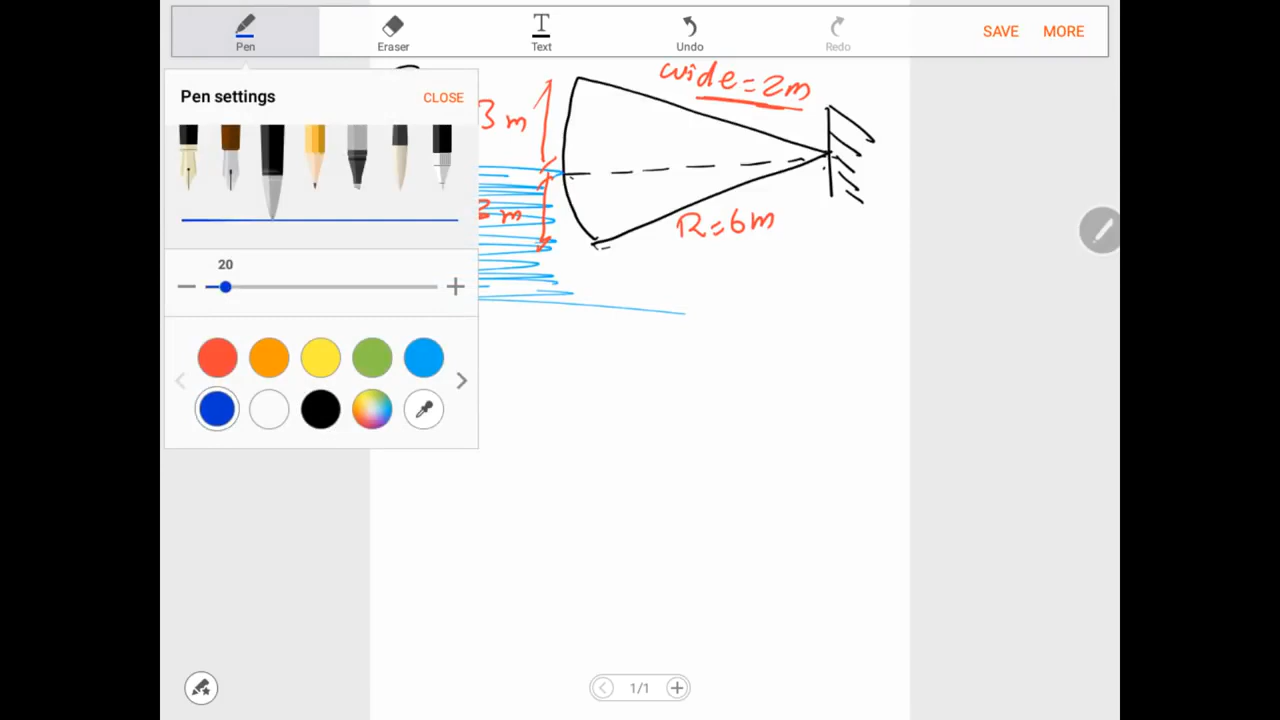 Pen
Eraser
Text
Undo
Redo
SAVE
MORE
Pen settings
CLOSE
20
wide = 2m
3 m
R = 6m
1/1